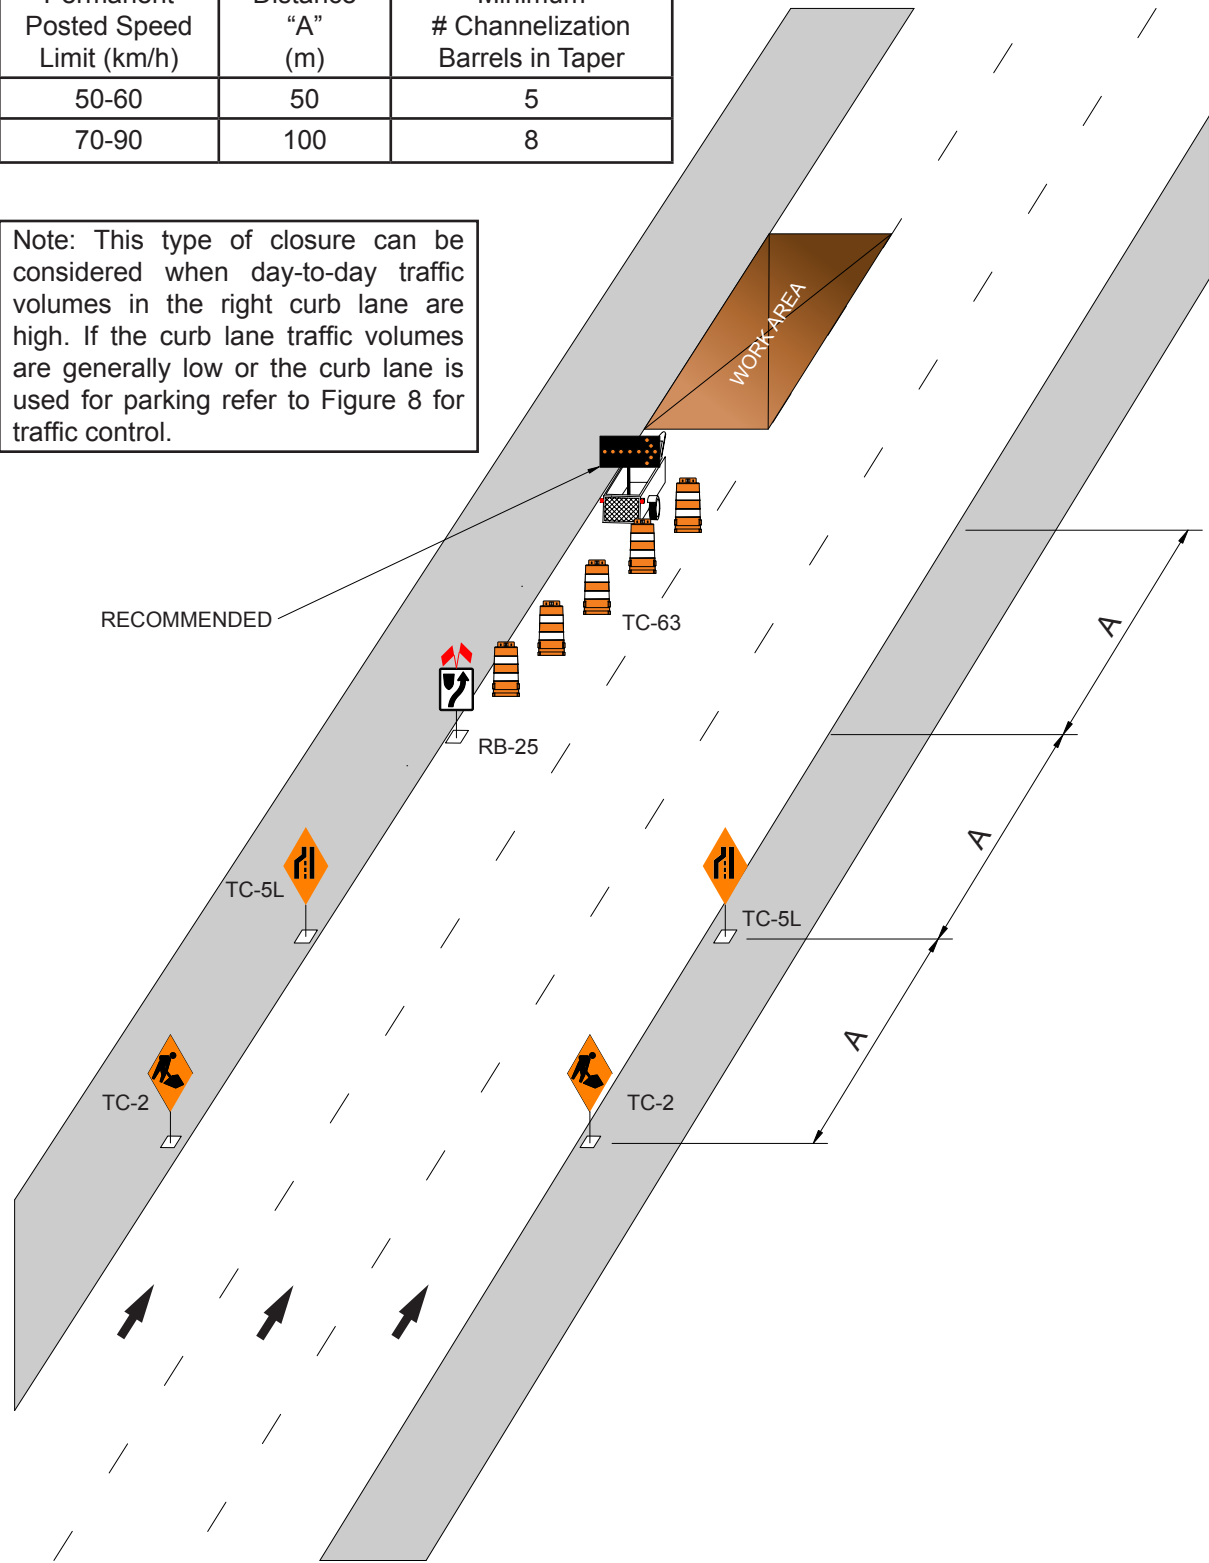 Permanent
Posted Speed
Limit (km/h)
Distance
“A”
(m)
Minimum
# Channelization
Barrels in Taper
50-60 50 5
70-90 100 8
Note: This type of closure can be
considered when day-to-day traffic
volumes in the right curb lane are
high. If the curb lane traffic volumes
are generally low or the curb lane is
used for parking refer to Figure 8 for
traffic control.
WORK AREA
RECOMMENDED
TC-63
A
RB-25
A
TC-5L
TC-5L
A
TC-2
TC-2